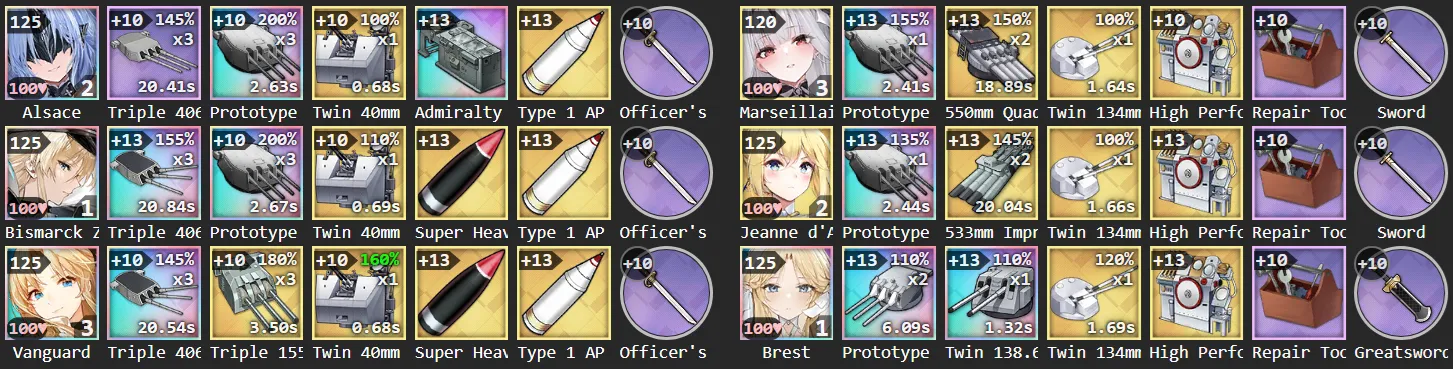 125 +10 145% x3 20.41s +10 200% x3 2.63s +10 100% x1 0.68s +13 +13 +10
100♥ 2
Alsace Triple 406 Prototype Twin 40mm Admiralty Type 1 AP Officer's
120 +13 155% x1 2.41s +13 150% x2 18.89s 100% x1 1.64s +10 +10 +10
100♥ 3
Marseillai Prototype 550mm Quad Twin 134mm High Perfo Repair Too Sword
125 +13 155% x3 20.84s +10 200% x3 2.67s +10 110% x1 0.69s +13 +13 +10
100♥ 1
Bismarck Z Triple 406 Prototype Twin 40mm Super Heav Type 1 AP Officer's
125 +13 135% x1 2.44s +13 145% x2 20.04s 100% x1 1.66s +13 +10 +10
100♥ 2
Jeanne d'A Prototype 533mm Impr Twin 134mm High Perfo Repair Too Sword
125 +10 145% x3 20.54s +10 180% x3 3.50s +10 160% x1 0.68s +13 +13 +10
100♥ 3
Vanguard Triple 406 Triple 155 Twin 40mm Super Heav Type 1 AP Officer's
125 +13 110% x2 6.09s +13 110% x1 1.32s 120% x1 1.69s +13 +10 +10
100♥ 1
Brest Prototype Twin 138.6 Twin 134mm High Perfo Repair Too Greatsword